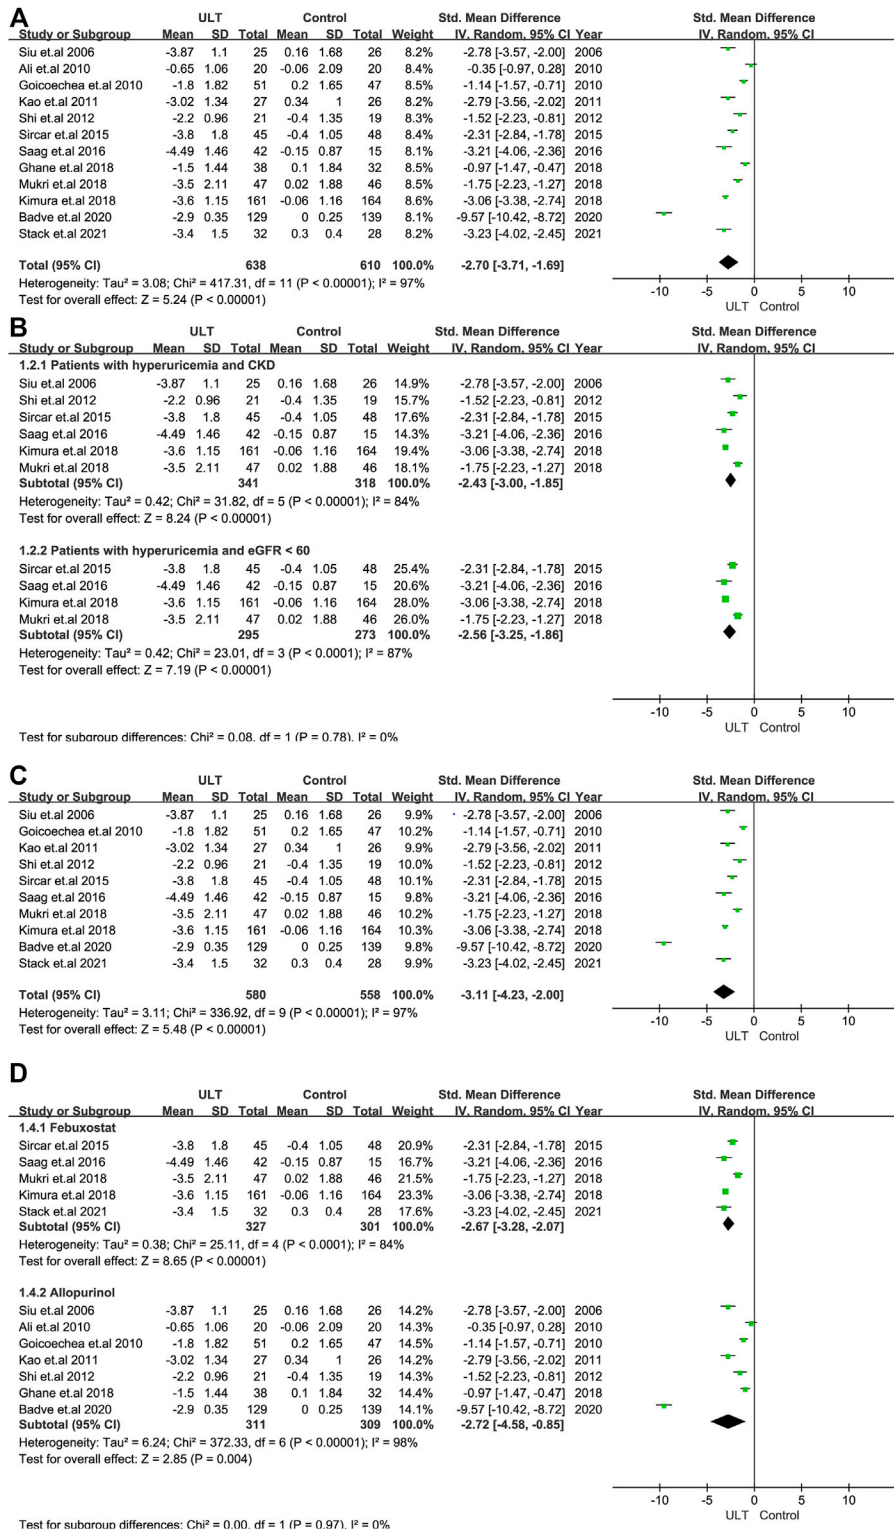 A
ULT Control Std. Mean Difference Std. Mean Difference
Study or Subgroup Mean SD Total Mean SD Total Weight IV, Random, 95% CI Year IV, Random, 95% CI
Siu et.al 2006 -3.87 1.1 25 0.16 1.68 26 8.2% -2.78 [-3.57, -2.00] 2006
Ali et.al 2010 -0.65 1.06 20 -0.06 2.09 20 8.4% -0.35 [-0.97, 0.28] 2010
Goicoechea et.al 2010 -1.8 1.82 51 0.2 1.65 47 8.5% -1.14 [-1.57, -0.71] 2010
Kao et.al 2011 -3.02 1.34 27 0.34 1 26 8.2% -2.79 [-3.56, -2.02] 2011
Shi et.al 2012 -2.2 0.96 21 -0.4 1.35 19 8.3% -1.52 [-2.23, -0.81] 2012
Sircar et.al 2015 -3.8 1.8 45 -0.4 1.05 48 8.5% -2.31 [-2.84, -1.78] 2015
Saag et.al 2016 -4.49 1.46 42 -0.15 0.87 15 8.1% -3.21 [-4.06, -2.36] 2016
Ghane et.al 2018 -1.5 1.44 38 0.1 1.84 32 8.5% -0.97 [-1.47, -0.47] 2018
Mukri et.al 2018 -3.5 2.11 47 0.02 1.88 46 8.5% -1.75 [-2.23, -1.27] 2018
Kimura et.al 2018 -3.6 1.15 161 -0.06 1.16 164 8.6% -3.06 [-3.38, -2.74] 2018
Badve et.al 2020 -2.9 0.35 129 0 0.25 139 8.1% -9.57 [-10.42, -8.72] 2020
Stack et.al 2021 -3.4 1.5 32 0.3 0.4 28 8.2% -3.23 [-4.02, -2.45] 2021
Total (95% CI) 638 610 100.0% -2.70 [-3.71, -1.69]
Heterogeneity: Tau² = 3.08; Chi² = 417.31, df = 11 (P < 0.00001); I² = 97%
Test for overall effect: Z = 5.24 (P < 0.00001)
-10 -5 0 5 10
ULT Control
B
ULT Control Std. Mean Difference Std. Mean Difference
Study or Subgroup Mean SD Total Mean SD Total Weight IV, Random, 95% CI Year IV, Random, 95% CI
1.2.1 Patients with hyperuricemia and CKD
Siu et.al 2006 -3.87 1.1 25 0.16 1.68 26 14.9% -2.78 [-3.57, -2.00] 2006
Shi et.al 2012 -2.2 0.96 21 -0.4 1.35 19 15.7% -1.52 [-2.23, -0.81] 2012
Sircar et.al 2015 -3.8 1.8 45 -0.4 1.05 48 17.6% -2.31 [-2.84, -1.78] 2015
Saag et.al 2016 -4.49 1.46 42 -0.15 0.87 15 14.3% -3.21 [-4.06, -2.36] 2016
Kimura et.al 2018 -3.6 1.15 161 -0.06 1.16 164 19.4% -3.06 [-3.38, -2.74] 2018
Mukri et.al 2018 -3.5 2.11 47 0.02 1.88 46 18.1% -1.75 [-2.23, -1.27] 2018
Subtotal (95% CI) 341 318 100.0% -2.43 [-3.00, -1.85]
Heterogeneity: Tau² = 0.42; Chi² = 31.82, df = 5 (P < 0.00001); I² = 84%
Test for overall effect: Z = 8.24 (P < 0.00001)
1.2.2 Patients with hyperuricemia and eGFR < 60
Sircar et.al 2015 -3.8 1.8 45 -0.4 1.05 48 25.4% -2.31 [-2.84, -1.78] 2015
Saag et.al 2016 -4.49 1.46 42 -0.15 0.87 15 20.6% -3.21 [-4.06, -2.36] 2016
Kimura et.al 2018 -3.6 1.15 161 -0.06 1.16 164 28.0% -3.06 [-3.38, -2.74] 2018
Mukri et.al 2018 -3.5 2.11 47 0.02 1.88 46 26.0% -1.75 [-2.23, -1.27] 2018
Subtotal (95% CI) 295 273 100.0% -2.56 [-3.25, -1.86]
Heterogeneity: Tau² = 0.42; Chi² = 23.01, df = 3 (P < 0.0001); I² = 87%
Test for overall effect: Z = 7.19 (P < 0.00001)
-10 -5 0 5 10
ULT Control
Test for subgroup differences: Chi² = 0.08, df = 1 (P = 0.78), I² = 0%
C
ULT Control Std. Mean Difference Std. Mean Difference
Study or Subgroup Mean SD Total Mean SD Total Weight IV, Random, 95% CI Year IV, Random, 95% CI
Siu et.al 2006 -3.87 1.1 25 0.16 1.68 26 9.9% -2.78 [-3.57, -2.00] 2006
Goicoechea et.al 2010 -1.8 1.82 51 0.2 1.65 47 10.2% -1.14 [-1.57, -0.71] 2010
Kao et.al 2011 -3.02 1.34 27 0.34 1 26 9.9% -2.79 [-3.56, -2.02] 2011
Shi et.al 2012 -2.2 0.96 21 -0.4 1.35 19 10.0% -1.52 [-2.23, -0.81] 2012
Sircar et.al 2015 -3.8 1.8 45 -0.4 1.05 48 10.1% -2.31 [-2.84, -1.78] 2015
Saag et.al 2016 -4.49 1.46 42 -0.15 0.87 15 9.8% -3.21 [-4.06, -2.36] 2016
Mukri et.al 2018 -3.5 2.11 47 0.02 1.88 46 10.2% -1.75 [-2.23, -1.27] 2018
Kimura et.al 2018 -3.6 1.15 161 -0.06 1.16 164 10.3% -3.06 [-3.38, -2.74] 2018
Badve et.al 2020 -2.9 0.35 129 0 0.25 139 9.8% -9.57 [-10.42, -8.72] 2020
Stack et.al 2021 -3.4 1.5 32 0.3 0.4 28 9.9% -3.23 [-4.02, -2.45] 2021
Total (95% CI) 580 558 100.0% -3.11 [-4.23, -2.00]
Heterogeneity: Tau² = 3.11; Chi² = 336.92, df = 9 (P < 0.00001); I² = 97%
Test for overall effect: Z = 5.48 (P < 0.00001)
-10 -5 0 5 10
ULT Control
D
ULT Control Std. Mean Difference Std. Mean Difference
Study or Subgroup Mean SD Total Mean SD Total Weight IV, Random, 95% CI Year IV, Random, 95% CI
1.4.1 Febuxostat
Sircar et.al 2015 -3.8 1.8 45 -0.4 1.05 48 20.9% -2.31 [-2.84, -1.78] 2015
Saag et.al 2016 -4.49 1.46 42 -0.15 0.87 15 16.7% -3.21 [-4.06, -2.36] 2016
Mukri et.al 2018 -3.5 2.11 47 0.02 1.88 46 21.5% -1.75 [-2.23, -1.27] 2018
Kimura et.al 2018 -3.6 1.15 161 -0.06 1.16 164 23.3% -3.06 [-3.38, -2.74] 2018
Stack et.al 2021 -3.4 1.5 32 0.3 0.4 28 17.6% -3.23 [-4.02, -2.45] 2021
Subtotal (95% CI) 327 301 100.0% -2.67 [-3.28, -2.07]
Heterogeneity: Tau² = 0.38; Chi² = 25.11, df = 4 (P < 0.0001); I² = 84%
Test for overall effect: Z = 8.65 (P < 0.00001)
1.4.2 Allopurinol
Siu et.al 2006 -3.87 1.1 25 0.16 1.68 26 14.2% -2.78 [-3.57, -2.00] 2006
Ali et.al 2010 -0.65 1.06 20 -0.06 2.09 20 14.3% -0.35 [-0.97, 0.28] 2010
Goicoechea et.al 2010 -1.8 1.82 51 0.2 1.65 47 14.5% -1.14 [-1.57, -0.71] 2010
Kao et.al 2011 -3.02 1.34 27 0.34 1 26 14.2% -2.79 [-3.56, -2.02] 2011
Shi et.al 2012 -2.2 0.96 21 -0.4 1.35 19 14.3% -1.52 [-2.23, -0.81] 2012
Ghane et.al 2018 -1.5 1.44 38 0.1 1.84 32 14.4% -0.97 [-1.47, -0.47] 2018
Badve et.al 2020 -2.9 0.35 129 0 0.25 139 14.1% -9.57 [-10.42, -8.72] 2020
Subtotal (95% CI) 311 309 100.0% -2.72 [-4.58, -0.85]
Heterogeneity: Tau² = 6.24; Chi² = 372.33, df = 6 (P < 0.00001); I² = 98%
Test for overall effect: Z = 2.85 (P = 0.004)
-10 -5 0 5 10
ULT Control
Test for subgroup differences: Chi² = 0.00, df = 1 (P = 0.97), I² = 0%